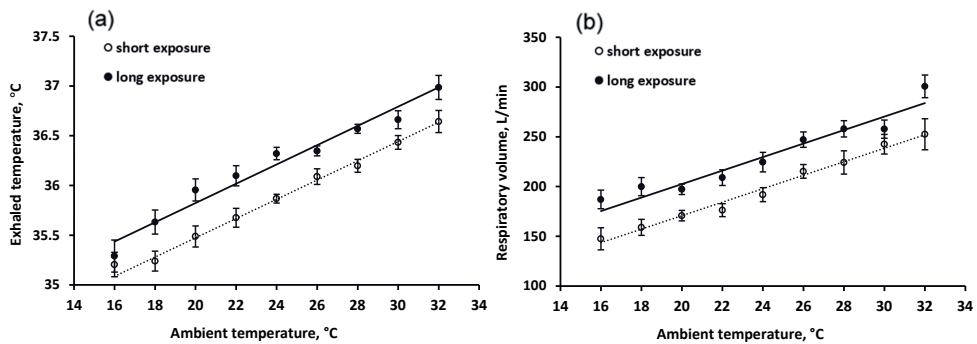 (a)
short exposure
long exposure
Exhaled temperature, °C
37.5
37
36.5
36
35.5
35
14 16 18 20 22 24 26 28 30 32 34
Ambient temperature, °C
(b)
short exposure
long exposure
Respiratory volume, L/min
350
300
250
200
150
100
14 16 18 20 22 24 26 28 30 32 34
Ambient temperature, °C